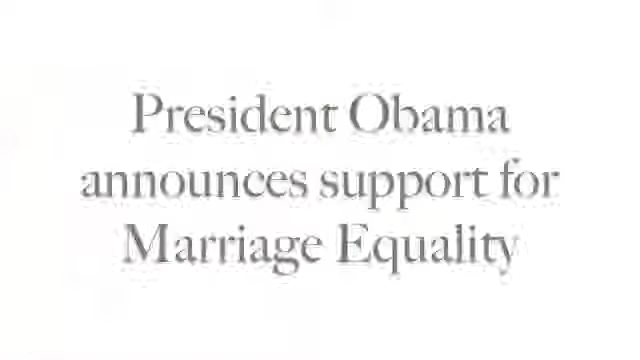 President Obama
announces support for
Marriage Equality